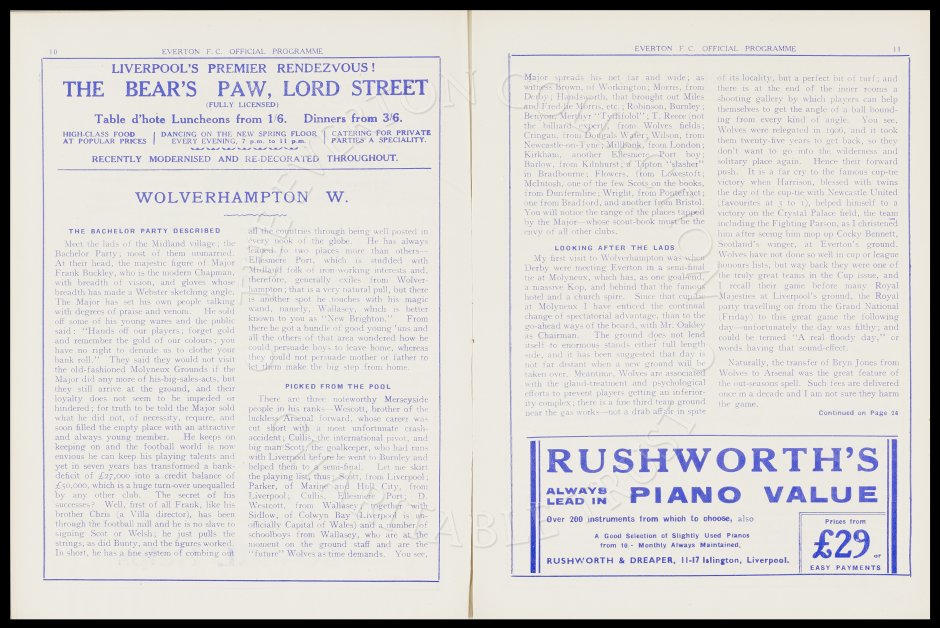 10
EVERTON F. C. OFFICIAL PROGRAMME
LIVERPOOL'S PREMIER RENDEZVOUS !
THE BEAR'S PAW, LORD STREET
(FULLY LICENSED)
Table d'hote Luncheons from 1/6. Dinners from 3/6.
HIGH-CLASS FOOD
AT POPULAR PRICES
DANCING ON THE NEW SPRING FLOOR
EVERY EVENING, 7 p.m. to 11 p.m.
CATERING FOR PRIVATE
PARTIES A SPECIALITY.
RECENTLY MODERNISED AND RE-DECORATED THROUGHOUT.
WOLVERHAMPTON W.
THE BACHELOR PARTY DESCRIBED
Meet the lads of the Midland village; the
Bachelor Party; most of them unmarried.
At their head, the majestic figure of Major
Frank Buckley, who is the modern Chapman,
with breadth of vision, and gloves whose
breadth has made a Webster sketching angle.
The Major has set his own people talking
with degrees of praise and venom. He sold
off some of his young wares and the public
said: "Hands off our players; forget gold
and remember the gold of our colours; you
have no right to denude us to clothe your
bank roll." They said they would not visit
the old-fashioned Molyneux Grounds if the
Major did any more of his-big-sales-acts, but
they still arrive at the ground, and their
loyalty does not seem to be impeded or
hindered; for truth to be told the Major sold
what he did not, of necessity, require, and
soon filled the empty place with an attractive
and always young member. He keeps on
keeping on and the football world is now
envious he can keep his playing talents and
yet in seven years has transformed a bank-
deficit of £27,000 into a credit balance of
£50,000, which is a huge turn-over unequalled
by any other club. The secret of his
successes? Well, first of all Frank, like his
brother Chris (a Villa director), has been
through the football mill and he is no slave to
signing Scot or Welsh; he just pulls the
strings, as did Bunty, and the figures worked.
In short, he has a fine system of combing out
all the countries through being well posted in
every nook of the globe. He has always
leaned to two places more than others—
Ellesmere Port, which is studded with
Midland folk of iron working interests and,
therefore, generally exiles from Wolver-
hampton; that is a very natural pull, but there
is another spot he touches with his magic
wand, namely, Wallasey, which is better
known to you as "New Brighton." From
there he got a bundle of good young 'uns and
all the others of that area wondered how he
could persuade boys to leave home, whereas
they could not persuade mother or father to
let them make the big step from home.
PICKED FROM THE POOL
There are three noteworthy Merseyside
people in his ranks—Wescott, brother of the
luckless Arsenal forward, whose career was
cut short with a most unfortunate crash-
accident; Cullis, the international pivot, and
big man Scott, the goalkeeper, who had runs
with Liverpool before he went to Burnley and
helped them to a semi-final. Let me skirt
the playing list, thus: Scott, from Liverpool;
Parker, of Marine and Hull City, from
Liverpool; Cullis, Ellesmere Port; D.
Westcott, from Wallasey, together with
Sidlow, of Colwyn Bay (Liverpool is un-
officially Capital of Wales) and a number of
schoolboys from Wallasey, who are at the
moment on the ground staff and are the
"future" Wolves as time demands. You see,
EVERTON F. C. OFFICIAL PROGRAMME
11
Major spreads his net far and wide; as
witness Brown, of Workington; Morris, from
Derby; Handsworth, that brought out Miles
and Freddie Morris, etc.; Robinson, Burnley;
Benyon, Merthyr "Tydfifol"; T. Reece (not
the billiard expert), from Wolves fields;
Cringan, from Douglas Water; Wilson, from
Newcastle-on-Tyne; Millbank, from London;
Kirkham, another Ellesmere Port boy;
Barlow, from Kilnhurst; a Tipton "slasher"
in Bradbourne; Flowers, from Lowestoft;
McIntosh, one of the few Scots on the books,
from Dunfermline; Wright, from Pontefract;
one from Bradford, and another from Bristol.
You will notice the range of the places tapped
by the Major—whose scout-book must be the
envy of all other clubs.
LOOKING AFTER THE LADS
My first visit to Wolverhampton was when
Derby were meeting Everton in a semi-final
tie at Molyneux, which has, as one goal-end
a massive Kop, and behind that the famous
hotel and a church spire. Since that cup-tie
at Molyneux I have enticed the continual
change of spectatorial advantage, than to the
go-ahead ways of the board, with Mr. Oakley
as Chairman. The ground does not lend
itself to enormous stands either full length
side, and it has been suggested that day is
not far distant when a new ground will be
taken over. Meantime, Wolves are associated
with the gland-treatment and psychological
efforts to prevent players getting an inferior-
ity complex; there is a fine third team ground
near the gas works—not a drab affair in spite
of its locality, but a perfect bit of turf; and
there is at the end of the inner rooms a
shooting gallery by which players can help
themselves to get the angle of a ball bound-
ing from every kind of angle. You see,
Wolves were relegated in 1906, and it took
them twenty-five years to get back, so they
don't want to go into the wilderness and
solitary place again. Hence their forward
push. It is a far cry to the famous cup-tie
victory when Harrison, blessed with twins
the day of the cup-tie with Newcastle United
(favourites at 3 to 1), helped himself to a
victory on the Crystal Palace field, the team
including the Fighting Parson, as I christened
him after seeing him mop up Cocky Bennett,
Scotland's winger, at Everton's ground.
Wolves have not done so well in cup or league
honours lists, but way back they were one of
the truly great teams in the Cup issue, and
I recall their game before many Royal
Majesties at Liverpool's ground, the Royal
party travelling on from the Grand National
(Friday) to this great game the following
day—unfortunately the day was filthy; and
could be termed "A real floody day," or
words having that sound-effect.
Naturally, the transfer of Bryn Jones from
Wolves to Arsenal was the great feature of
the out-seasons spell. Such fees are delivered
once in a decade and I am not sure they harm
the game.
Continued on Page 24
RUSHWORTH'S
ALWAYS
LEAD IN
PIANO VALUE
Over 200 instruments from which to choose, also
A Good Selection of Slightly Used Pianos
from 10 - Monthly Always Maintained,
RUSHWORTH & DREAPER, 11-17 Islington, Liverpool.
Prices from
£29 or
EASY PAYMENTS